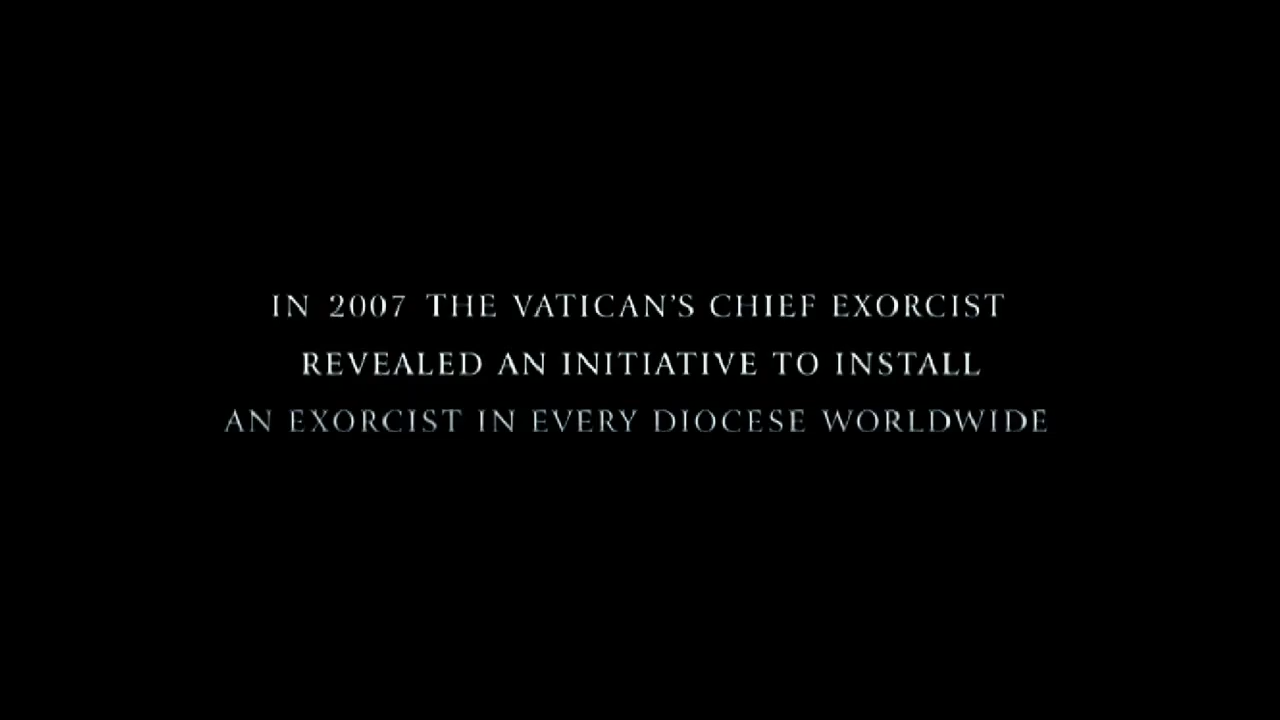 IN 2007 THE VATICAN'S CHIEF EXORCIST
REVEALED AN INITIATIVE TO INSTALL
AN EXORCIST IN EVERY DIOCESE WORLDWIDE